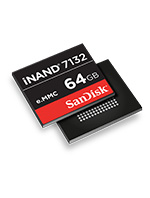 iNAND 7132
64GB
e.MMC
SanDisk